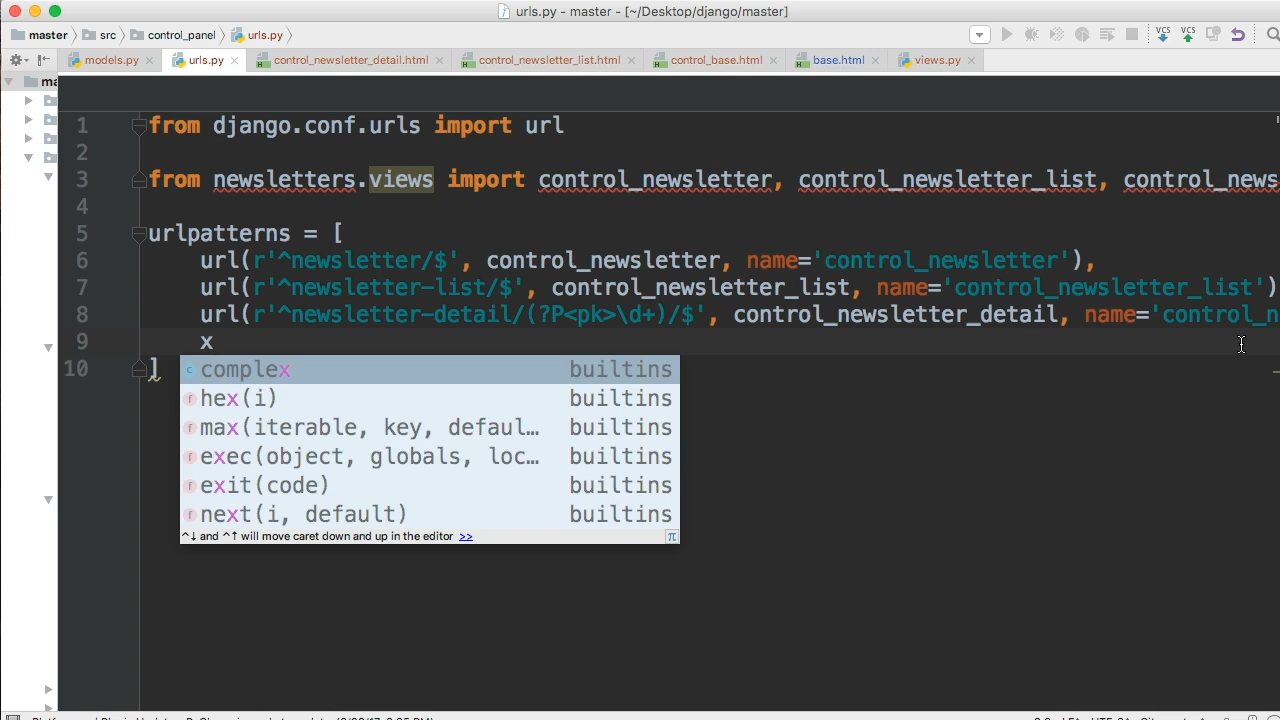 urls.py - master - [~/Desktop/django/master]
master src control_panel urls.py
VCS VCS
models.py urls.py control_newsletter_detail.html control_newsletter_list.html control_base.html base.html views.py
ma
1 from django.conf.urls import url
2
3 from newsletters.views import control_newsletter, control_newsletter_list, control_news
4
5 urlpatterns = [
6 url(r'^newsletter/$', control_newsletter, name='control_newsletter'),
7 url(r'^newsletter-list/$', control_newsletter_list, name='control_newsletter_list')
8 url(r'^newsletter-detail/(?P<pk>\d+)/$', control_newsletter_detail, name='control_n
9 x
10 ]
c complex builtins
f hex(i) builtins
f max(iterable, key, defaul… builtins
f exec(object, globals, loc… builtins
f exit(code) builtins
f next(i, default) builtins
^↓ and ^↑ will move caret down and up in the editor >> π